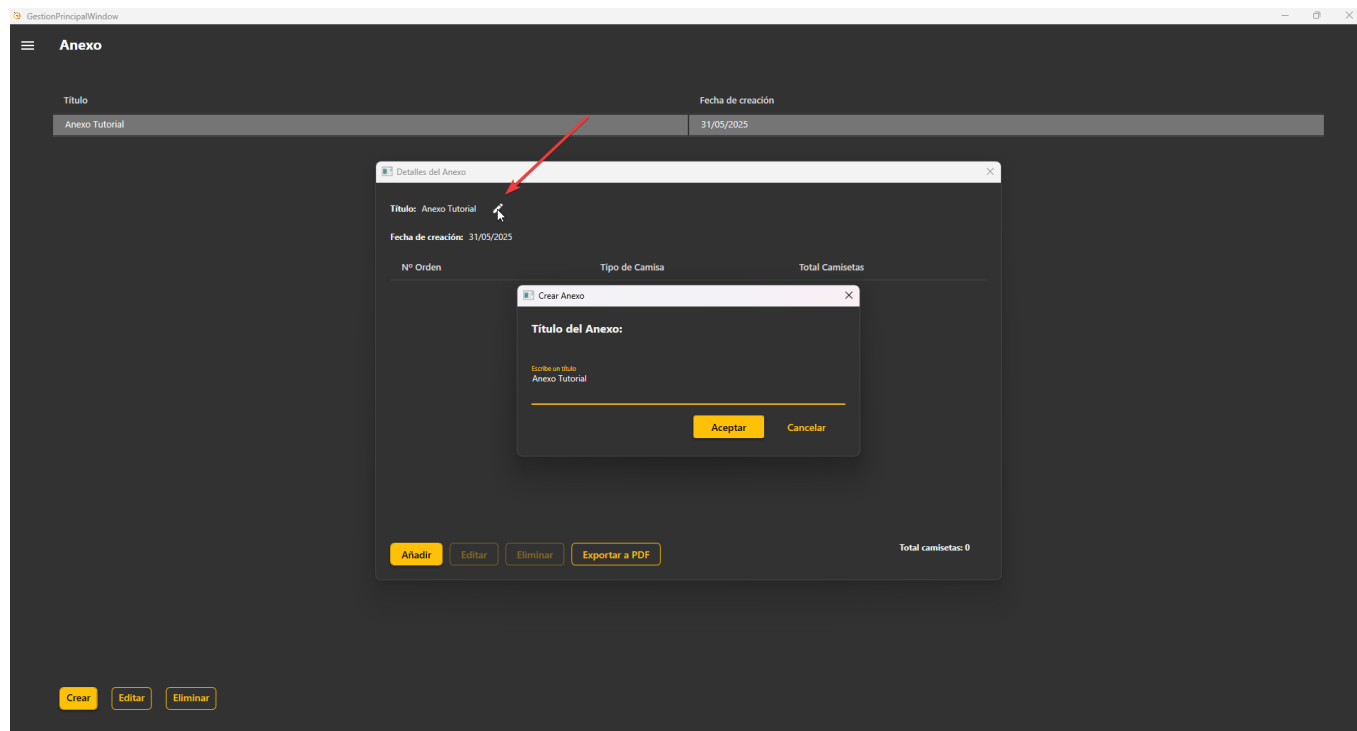 GestionPrincipalWindow
Anexo
Título Fecha de creación
Anexo Tutorial 31/05/2025
Detalles del Anexo
Título: Anexo Tutorial
Fecha de creación: 31/05/2025
Nº Orden Tipo de Camisa Total Camisetas
Crear Anexo
Título del Anexo:
Escribe un título
Anexo Tutorial
Aceptar Cancelar
Añadir Editar Eliminar Exportar a PDF Total camisetas: 0
Crear Editar Eliminar